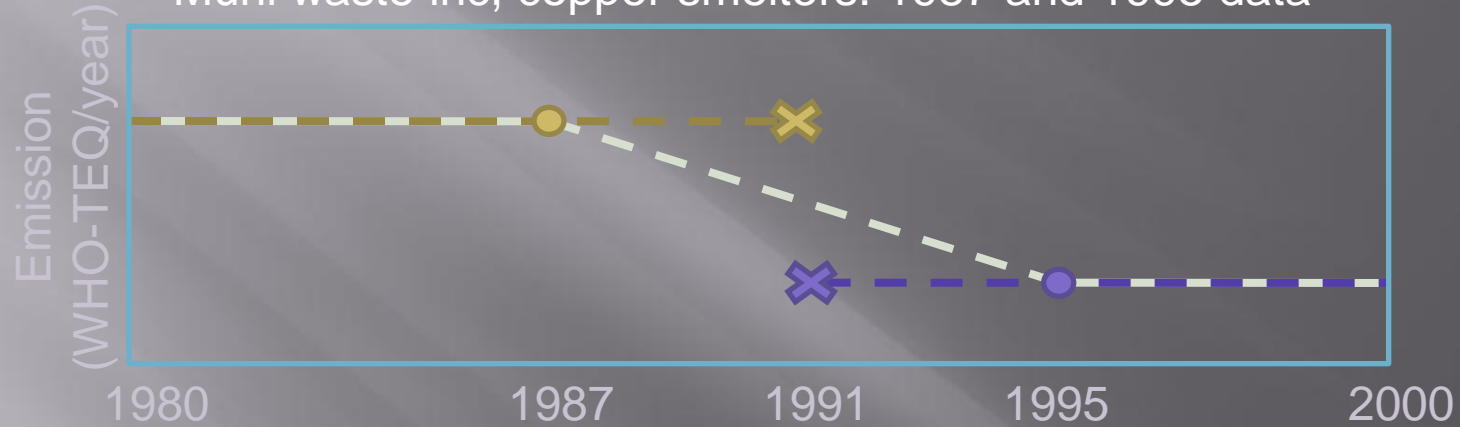 Muni waste inc, copper smelters: 1987 and 1995 data
Emission
(WHO-TEQ/year)
1980 1987 1991 1995 2000